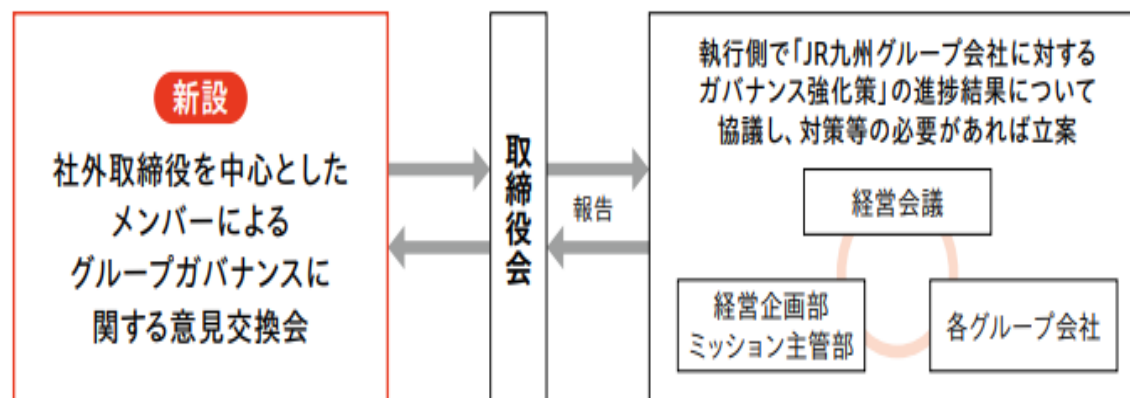 新設
社外取締役を中心とした
メンバーによる
グループガバナンスに
関する意見交換会
取締役会
報告
執行側で「JR九州グループ会社に対する
ガバナンス強化策」の進捗結果について
協議し、対策等の必要があれば立案
経営会議
経営企画部
ミッション主管部
各グループ会社